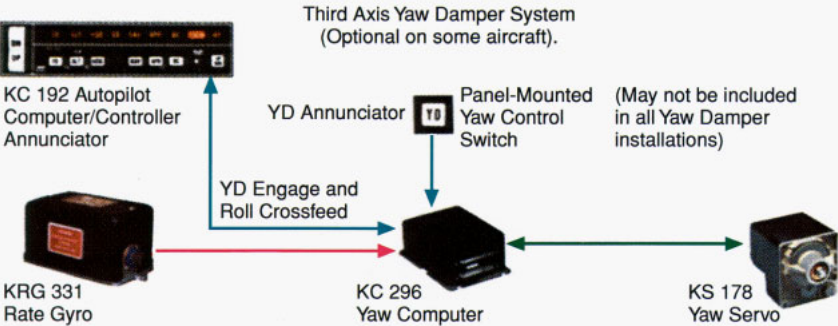 Third Axis Yaw Damper System
(Optional on some aircraft).
KC 192 Autopilot
Computer/Controller
Annunciator
YD Annunciator
YD
Panel-Mounted
Yaw Control
Switch
(May not be included
in all Yaw Damper
installations)
YD Engage and
Roll Crossfeed
KRG 331
Rate Gyro
KC 296
Yaw Computer
KS 178
Yaw Servo